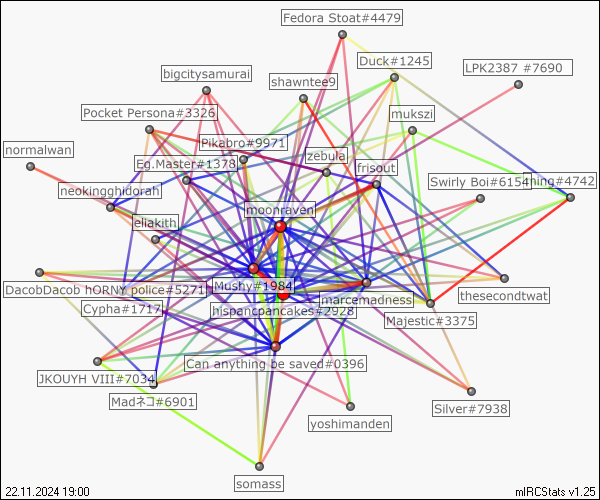 Fedora Stoat#4479
Duck#1245
LPK2387 #7690
bigcitysamurai
shawntee9
Pocket Persona#3326
mukszi
normalwan
Pikabro#9971
zebula
Eg.Master#1378
frisout
Swirly Boi#6154
hing#4742
neokingghidorah
moonraven
eliakith
DacobDacob hORNY police#5271
Mushy#1984
thesecondtwat
marcemadness
Cypha#1717
hispancpancakes#2928
Majestic#3375
Can anything be saved#0396
JKOUYH VIII#7034
Madネコ#6901
Silver#7938
yoshimanden
somass
22.11.2024 19:00
mIRCStats v1.25